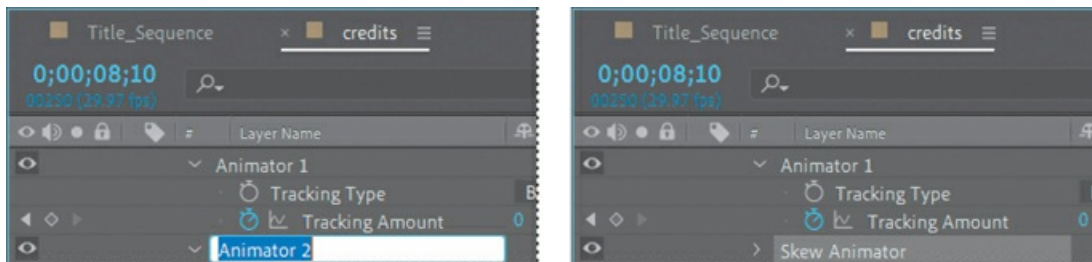 Title_Sequence × credits
0;00;08;10
00250 (29.97 fps)
# Layer Name
Animator 1
Tracking Type
Tracking Amount 0
Animator 2
Title_Sequence × credits
0;00;08;10
00250 (29.97 fps)
# Layer Name
Animator 1
Tracking Type
Tracking Amount 0
Skew Animator